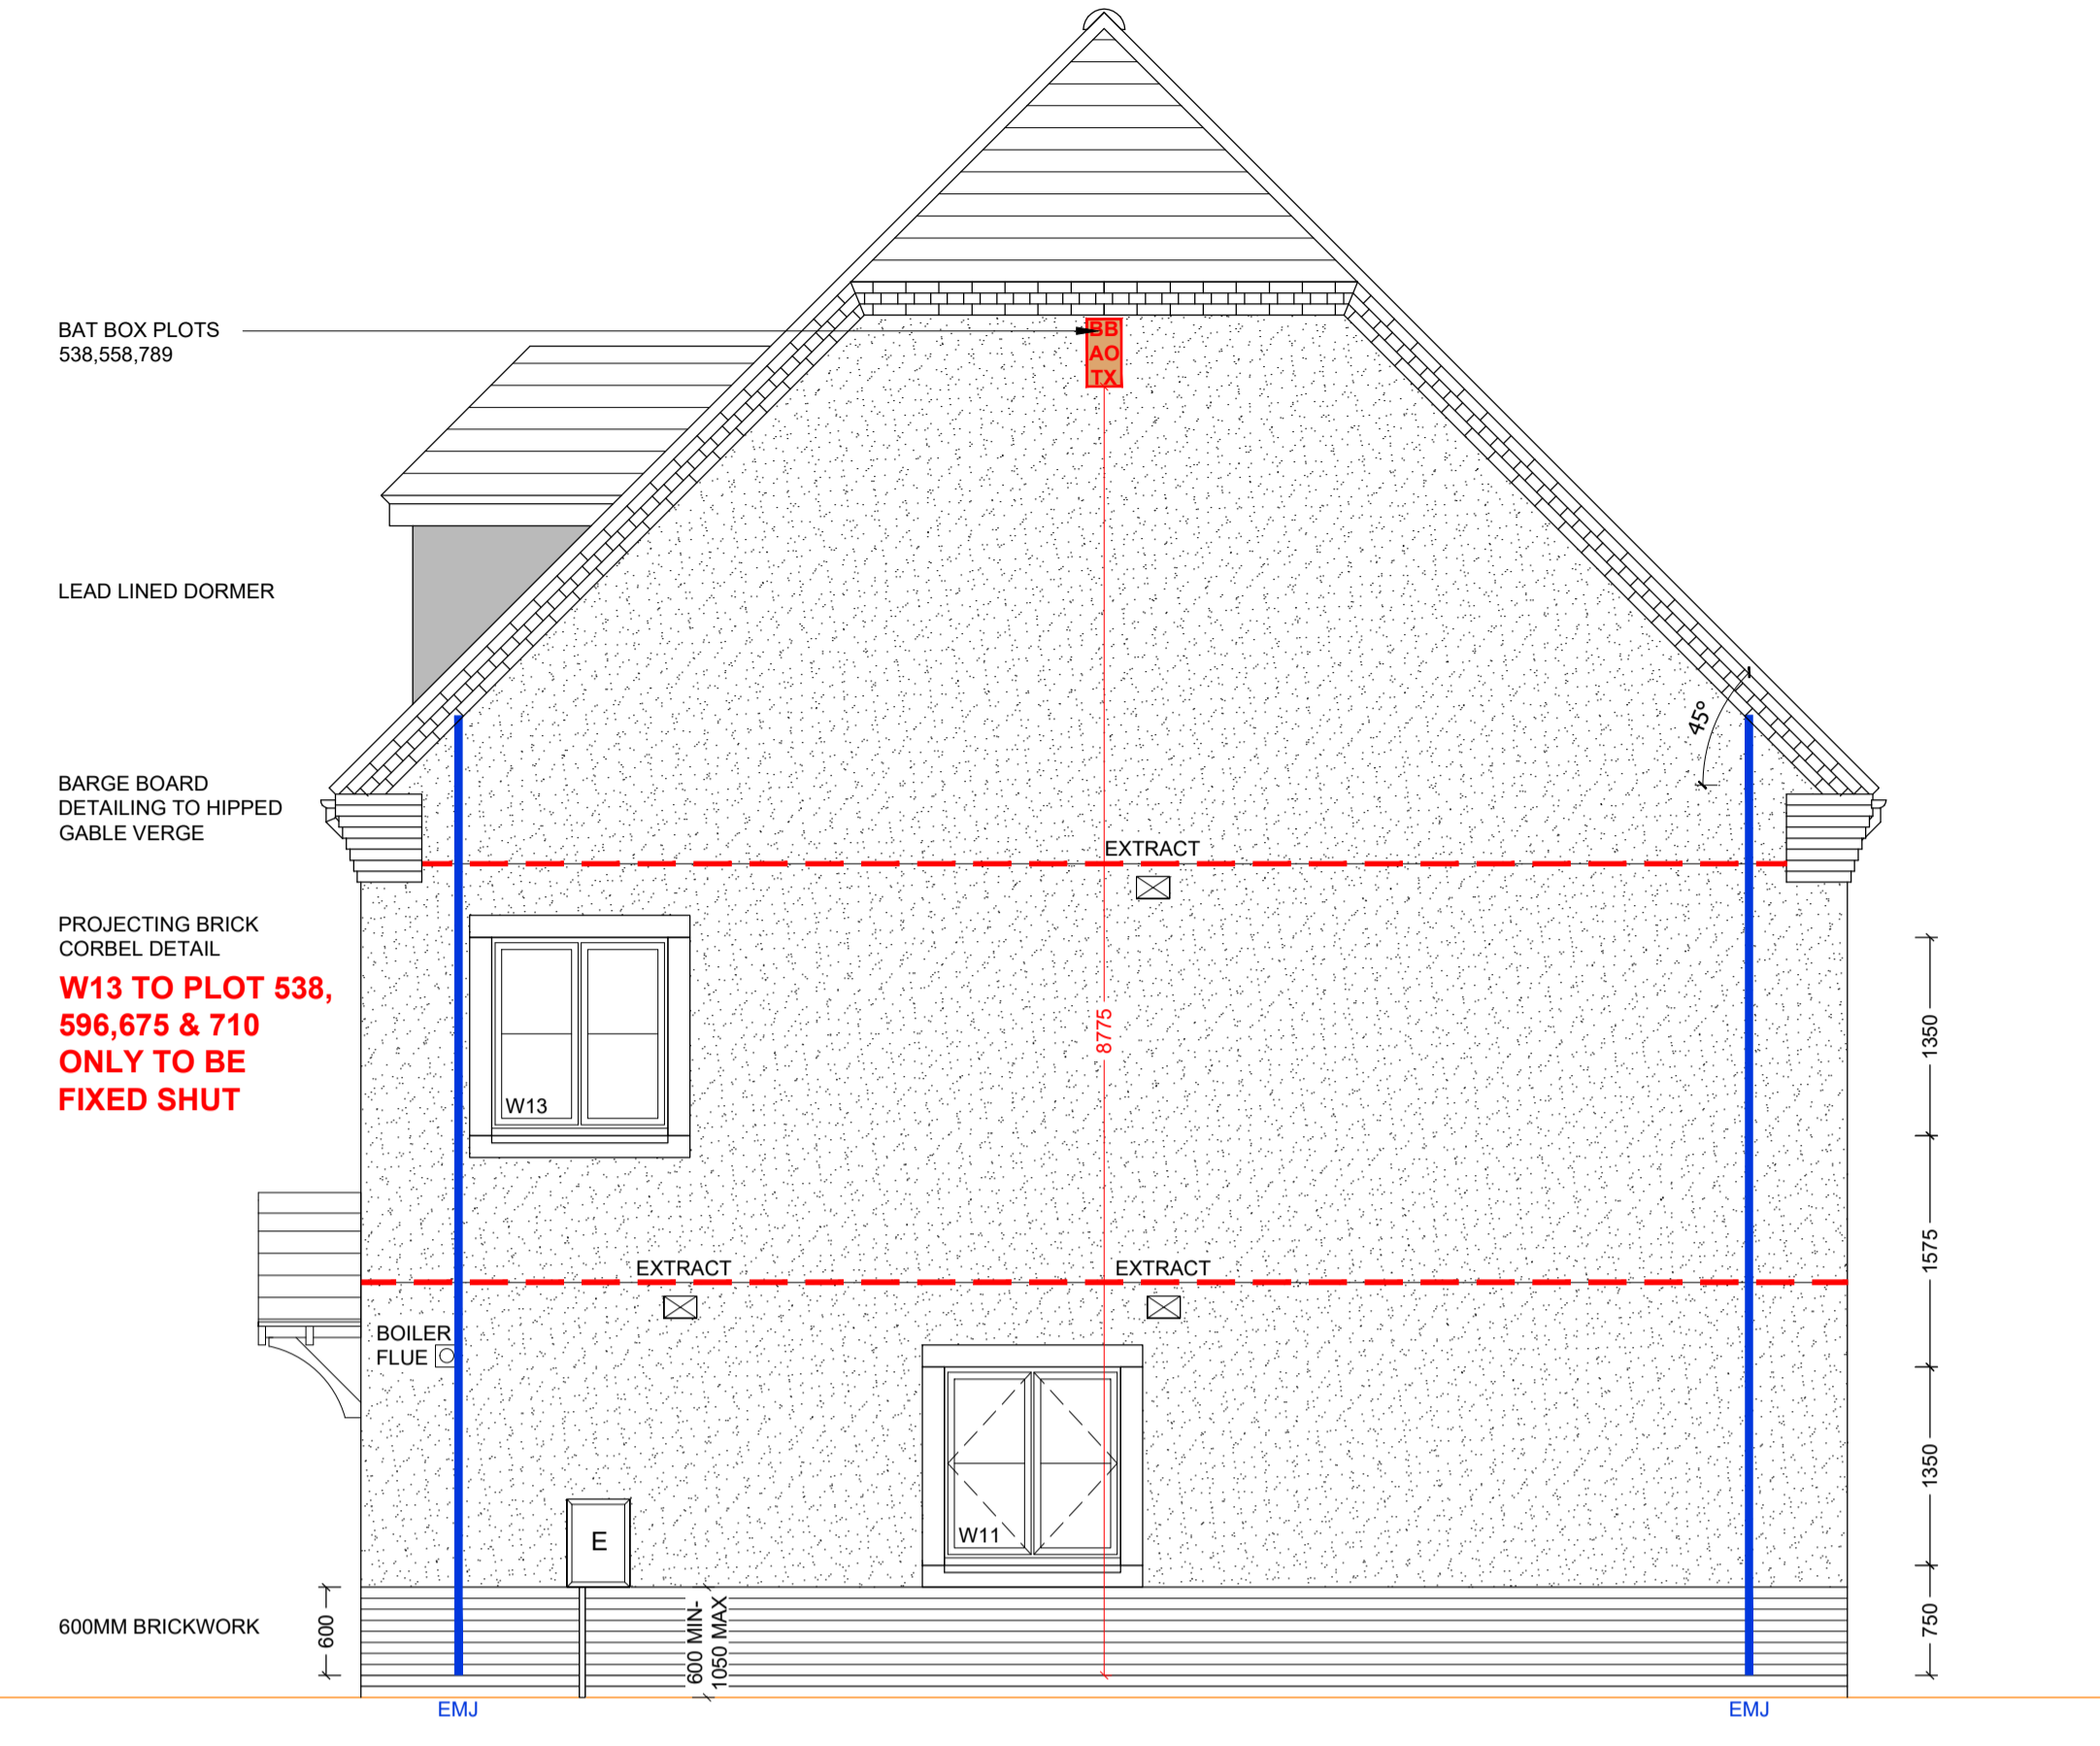 BAT BOX PLOTS
538,558,789
BB
AO
TX
LEAD LINED DORMER
45º
BARGE BOARD
DETAILING TO HIPPED
GABLE VERGE
EXTRACT
PROJECTING BRICK
CORBEL DETAIL
W13 TO PLOT 538,
596,675 & 710
ONLY TO BE
FIXED SHUT
W13
8775
1350
EXTRACT
EXTRACT
1575
BOILER
FLUE
1350
W11
E
600MM BRICKWORK
600
600 MIN-
1050 MAX
750
EMJ
EMJ